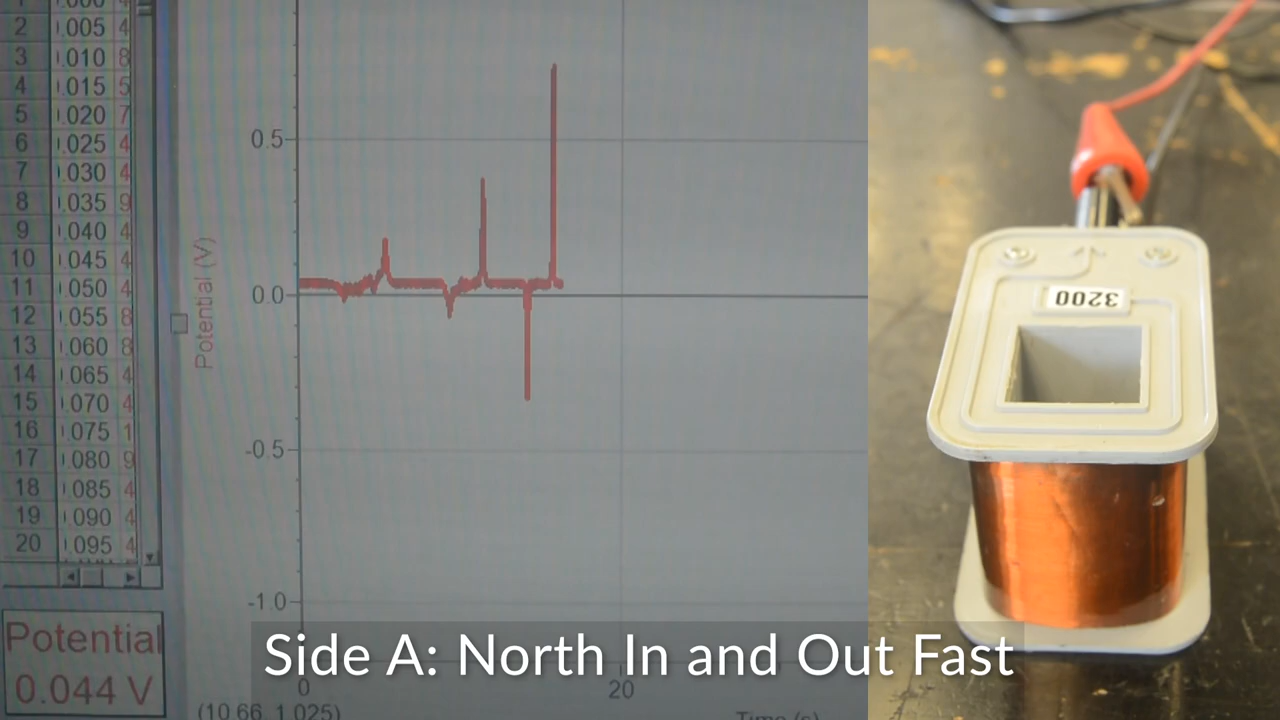 2 .005 4
3 .010 8
4 .015 5
5 .020 7
6 .025 4
7 .030 4
8 .035 9
9 .040 4
10 .045 4
11 .050 4
12 .055 8
13 .060 8
14 .065 4
15 .070 4
16 .075 1
17 .080 9
18 .085 4
19 .090 4
20 .095 4
Potential
0.044 V
Potential (V)
0.5
0.0
-0.5
-1.0
0
20
(10.66, 1.025)
Time (s)
3200
Side A: North In and Out Fast